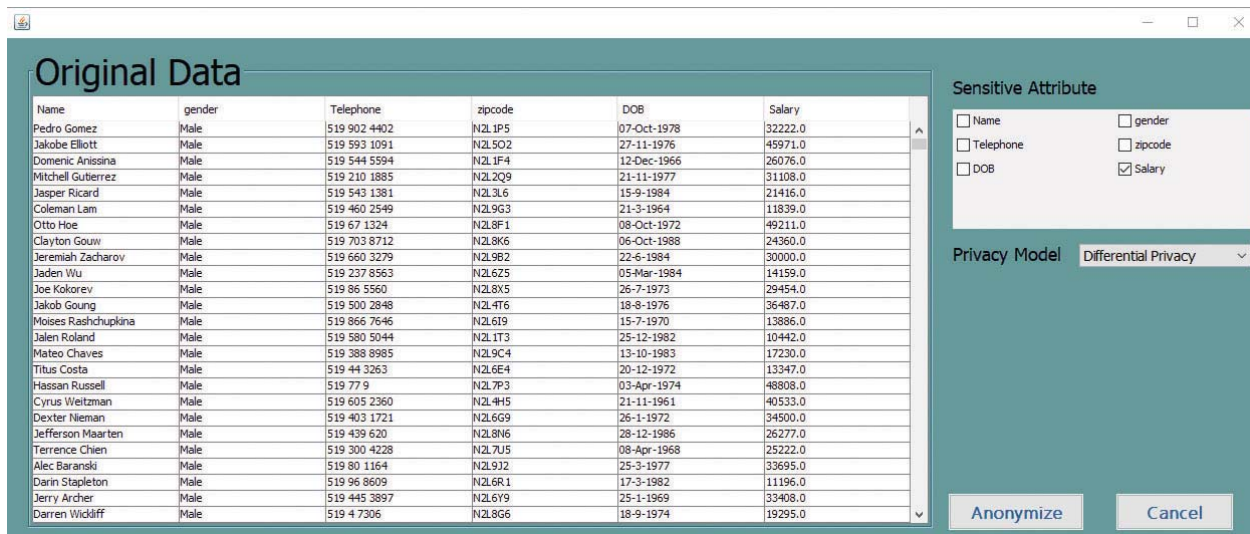 Original Data
Name gender Telephone zipcode DOB Salary
Pedro Gomez Male 519 902 4402 N2L1P5 07-Oct-1978 32222.0
Jakobe Elliott Male 519 593 1091 N2L5O2 27-11-1976 45971.0
Domenic Anissina Male 519 544 5594 N2L1F4 12-Dec-1966 26076.0
Mitchell Gutierrez Male 519 210 1885 N2L2Q9 21-11-1977 31108.0
Jasper Ricard Male 519 543 1381 N2L3L6 15-9-1984 21416.0
Coleman Lam Male 519 460 2549 N2L9G3 21-3-1964 11839.0
Otto Hoe Male 519 67 1324 N2L8F1 08-Oct-1972 49211.0
Clayton Gouw Male 519 703 8712 N2L8K6 06-Oct-1988 24360.0
Jeremiah Zacharov Male 519 660 3279 N2L9B2 22-6-1984 30000.0
Jaden Wu Male 519 237 8563 N2L6Z5 05-Mar-1984 14159.0
Joe Kokorev Male 519 86 5560 N2L8X5 26-7-1973 29454.0
Jakob Goung Male 519 500 2848 N2L4T6 18-8-1976 36487.0
Moises Rashchupkina Male 519 866 7646 N2L6I9 15-7-1970 13886.0
Jalen Roland Male 519 580 5044 N2L1T3 25-12-1982 10442.0
Mateo Chaves Male 519 388 8985 N2L9C4 13-10-1983 17230.0
Titus Costa Male 519 44 3263 N2L6E4 20-12-1972 13347.0
Hassan Russell Male 519 77 9 N2L7P3 03-Apr-1974 48808.0
Cyrus Weitzman Male 519 605 2360 N2L4H5 21-11-1961 40533.0
Dexter Nieman Male 519 403 1721 N2L6G9 26-1-1972 34500.0
Jefferson Maarten Male 519 439 620 N2L8N6 28-12-1986 26277.0
Terrence Chien Male 519 300 4228 N2L7U5 08-Apr-1968 25222.0
Alec Baranski Male 519 80 1164 N2L9J2 25-3-1977 33695.0
Darin Stapleton Male 519 96 8609 N2L6R1 17-3-1982 11196.0
Jerry Archer Male 519 445 3897 N2L6Y9 25-1-1969 33408.0
Darren Wickliff Male 519 4 7306 N2L8G6 18-9-1974 19295.0
Sensitive Attribute
Name gender
Telephone zipcode
DOB Salary
Privacy Model Differential Privacy
Anonymize Cancel